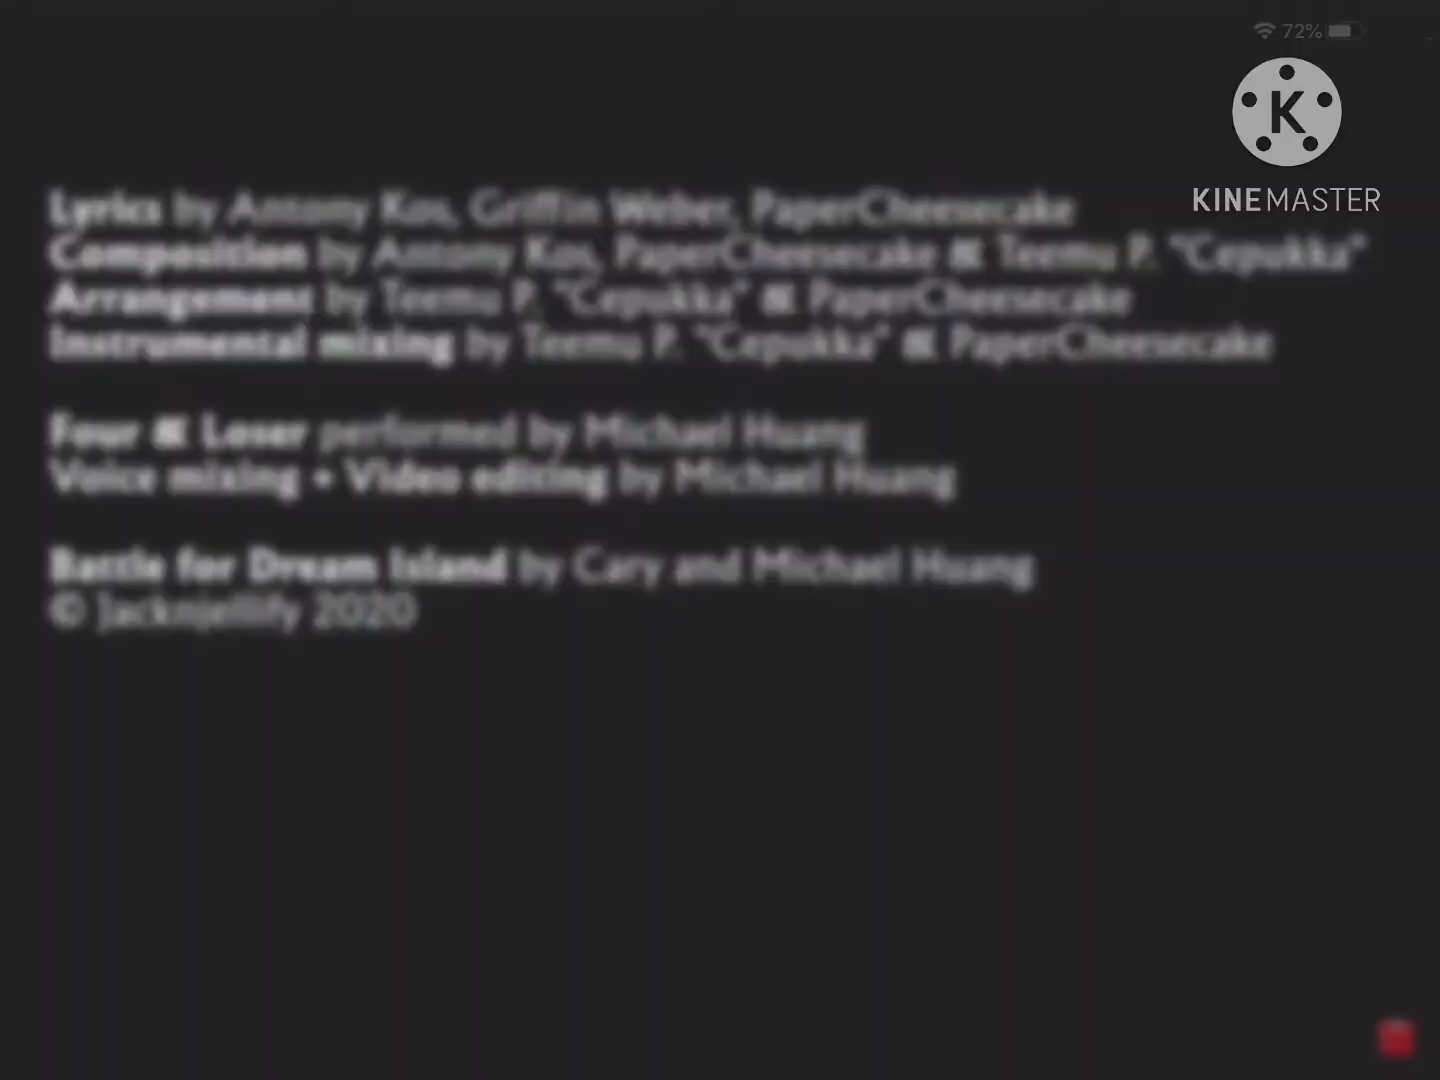 72%
K
KINEMASTER
Lyrics by Antony Kos, Griffin Weber, PaperCheesecake
Composition by Antony Kos, PaperCheesecake & Teemu P. "Cepukka"
Arrangement by Teemu P. "Cepukka" & PaperCheesecake
Instrumental mixing by Teemu P. "Cepukka" & PaperCheesecake
Four & Loser performed by Michael Huang
Voice mixing + Video editing by Michael Huang
Battle for Dream Island by Cary and Michael Huang
© Jacknjellify 2020